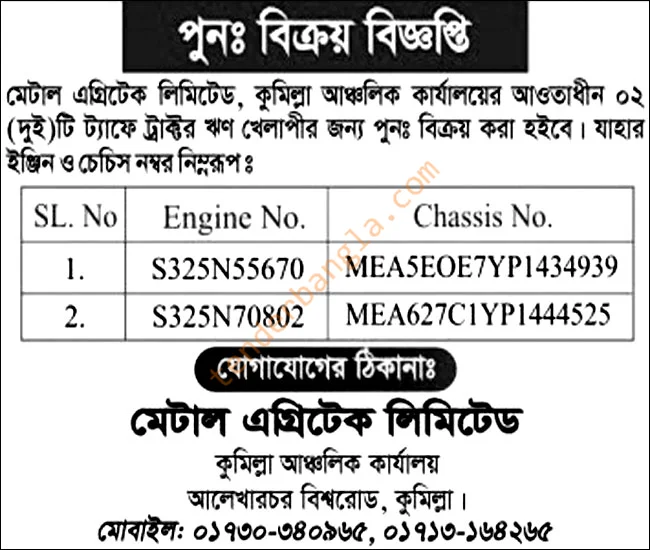 পুনঃ বিক্রয় বিজ্ঞপ্তি
মেটাল এগ্রিটেক লিমিটেড, কুমিল্লা আঞ্চলিক কার্যালয়ের আওতাধীন ০২
(দুই)টি ট্যাফে ট্রাক্টর ঋণ খেলাপীর জন্য পুনঃ বিক্রয় করা হইবে। যাহার
ইঞ্জিন ও চেচিস নম্বর নিম্নরূপঃ
SL. No Engine No. Chassis No.
1. S325N55670 MEA5EOE7YP1434939
2. S325N70802 MEA627C1YP1444525
যোগাযোগের ঠিকানাঃ
মেটাল এগ্রিটেক লিমিটেড
কুমিল্লা আঞ্চলিক কার্যালয়
আলেখারচর বিশ্বরোড, কুমিল্লা।
মোবাইল: ০১৭৩০-৩৪০৯৬৫, ০১৭১৩-১৬৪২৬৫
tenderbangla.com